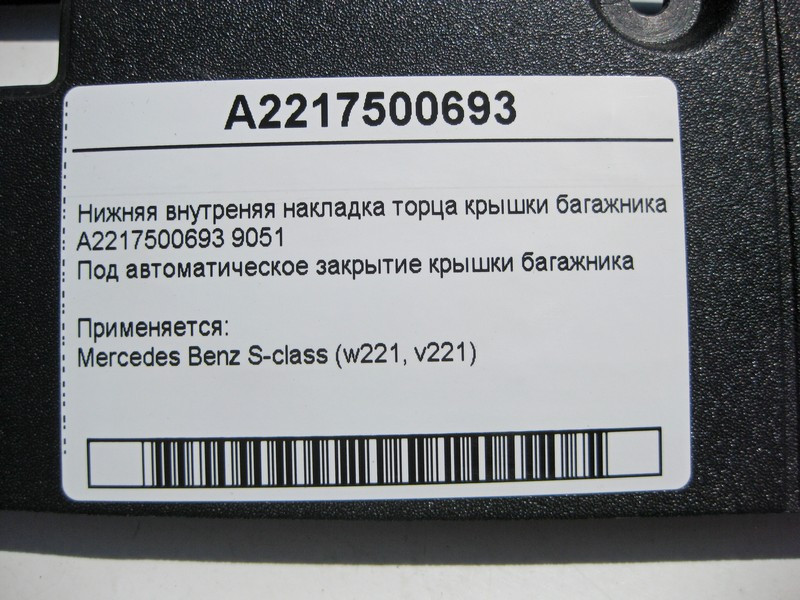 A2217500693
Нижняя внутреняя накладка торца крышки багажника
A2217500693 9051
Под автоматическое закрытие крышки багажника
Применяется:
Mercedes Benz S-class (w221, v221)